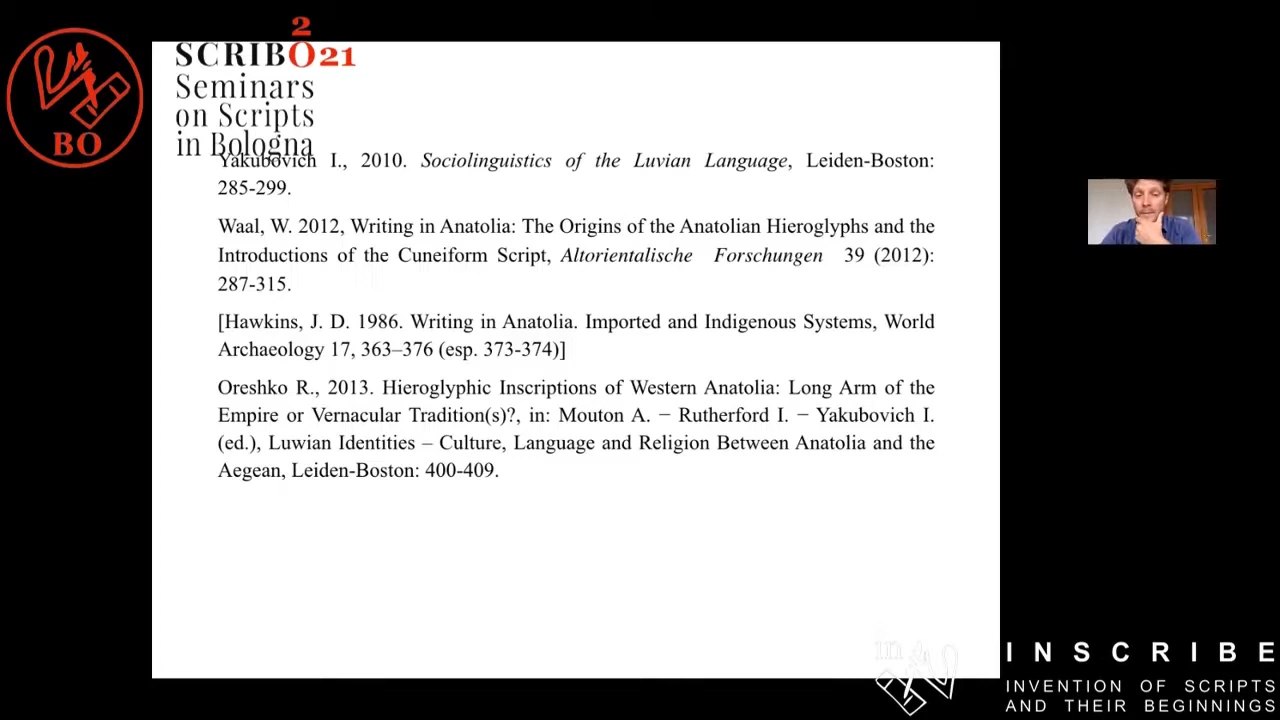 2
SCRIBO21
Seminars
on Scripts
in Bologna
BO
Yakubovich I., 2010. Sociolinguistics of the Luvian Language, Leiden-Boston:
285-299.
Waal, W. 2012, Writing in Anatolia: The Origins of the Anatolian Hieroglyphs and the
Introductions of the Cuneiform Script, Altorientalische Forschungen 39 (2012):
287-315.
[Hawkins, J. D. 1986. Writing in Anatolia. Imported and Indigenous Systems, World
Archaeology 17, 363–376 (esp. 373-374)]
Oreshko R., 2013. Hieroglyphic Inscriptions of Western Anatolia: Long Arm of the
Empire or Vernacular Tradition(s)?, in: Mouton A. − Rutherford I. − Yakubovich I.
(ed.), Luwian Identities – Culture, Language and Religion Between Anatolia and the
Aegean, Leiden-Boston: 400-409.
in
INSCRIBE
INVENTION OF SCRIPTS
AND THEIR BEGINNINGS